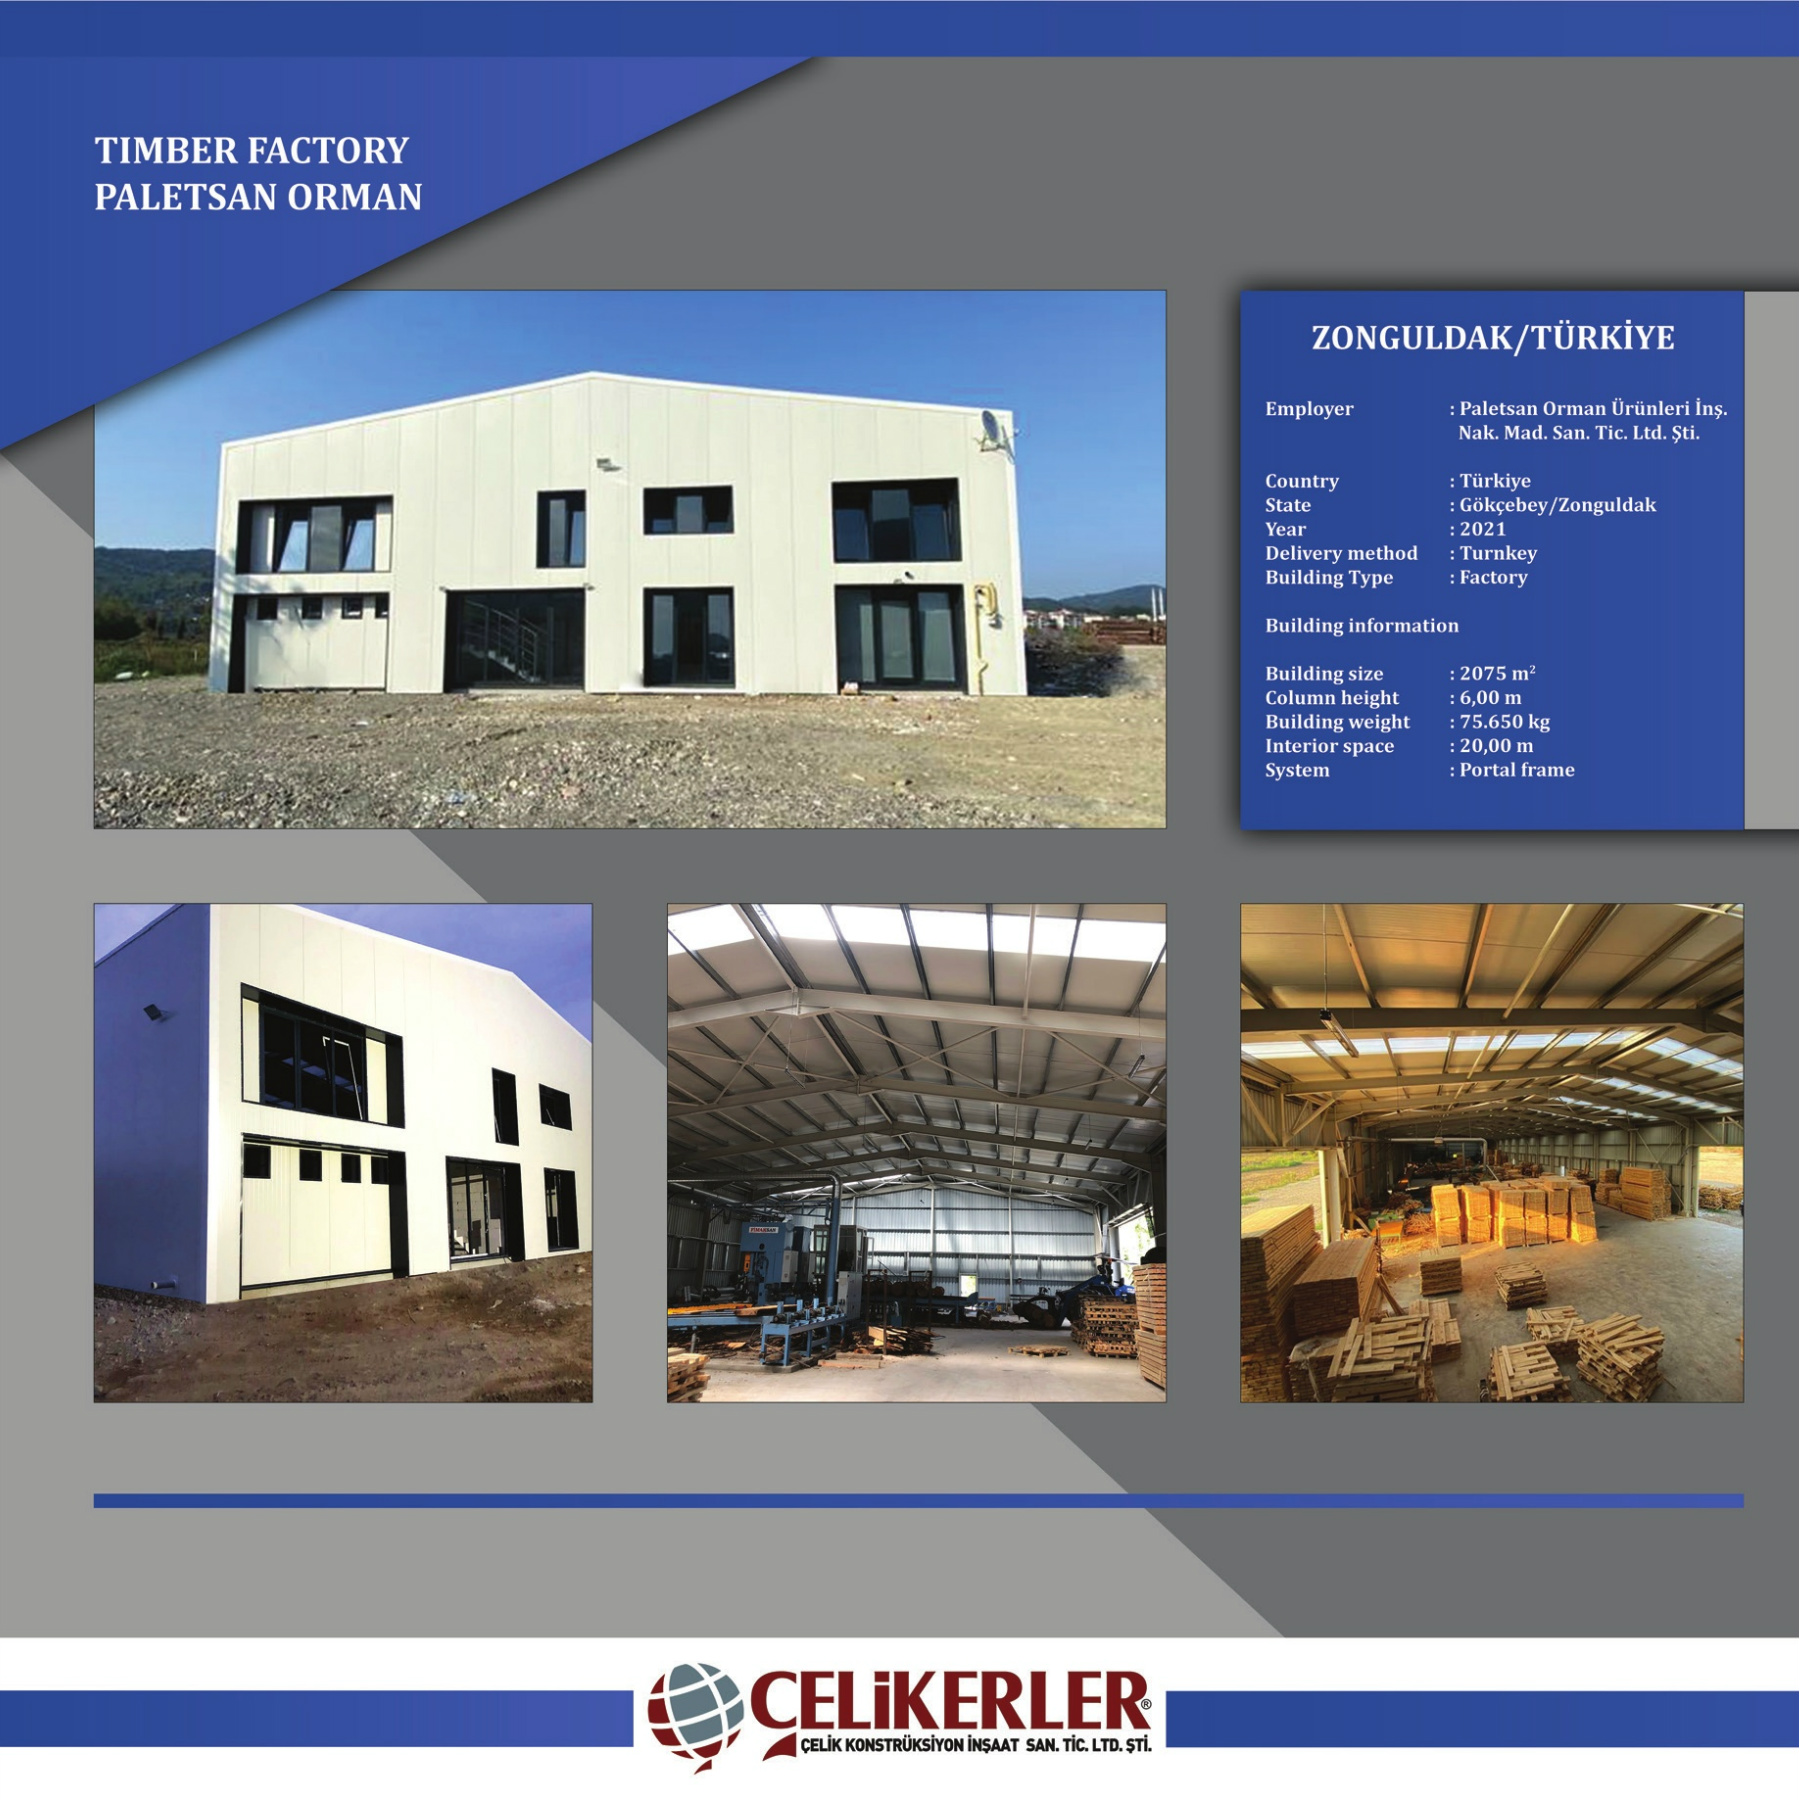 TIMBER FACTORY
PALETSAN ORMAN
ZONGULDAK/TÜRKİYE
Employer : Paletsan Orman Ürünleri İnş.
Nak. Mad. San. Tic. Ltd. Şti.
Country : Türkiye
State : Gökçebey/Zonguldak
Year : 2021
Delivery method : Turnkey
Building Type : Factory
Building information
Building size : 2075 m²
Column height : 6,00 m
Building weight : 75.650 kg
Interior space : 20,00 m
System : Portal frame
ÇELiKERLER®
ÇELİK KONSTRÜKSİYON İNŞAAT SAN. TİC. LTD. ŞTİ.